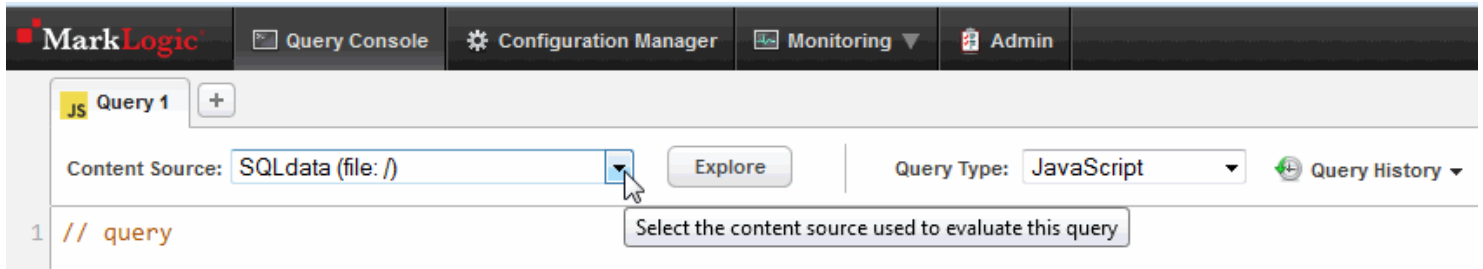 MarkLogic Query Console Configuration Manager Monitoring Admin
JS Query 1 +
Content Source: SQLdata (file: /) Explore Query Type: JavaScript Query History
Select the content source used to evaluate this query
1 // query